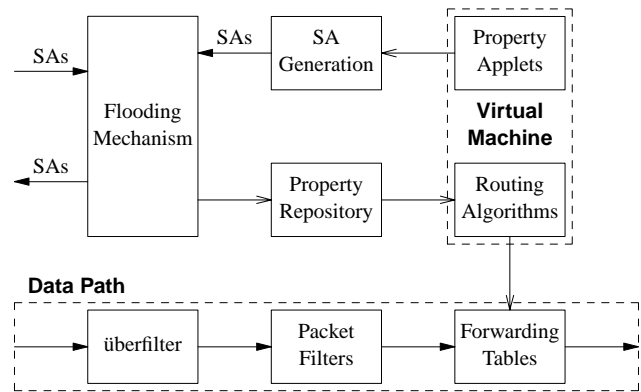 SAs
SAs
Flooding
Mechanism
SAs
SA
Generation
Property
Applets
Virtual
Machine
Property
Repository
Routing
Algorithms
Data Path
überfilter
Packet
Filters
Forwarding
Tables